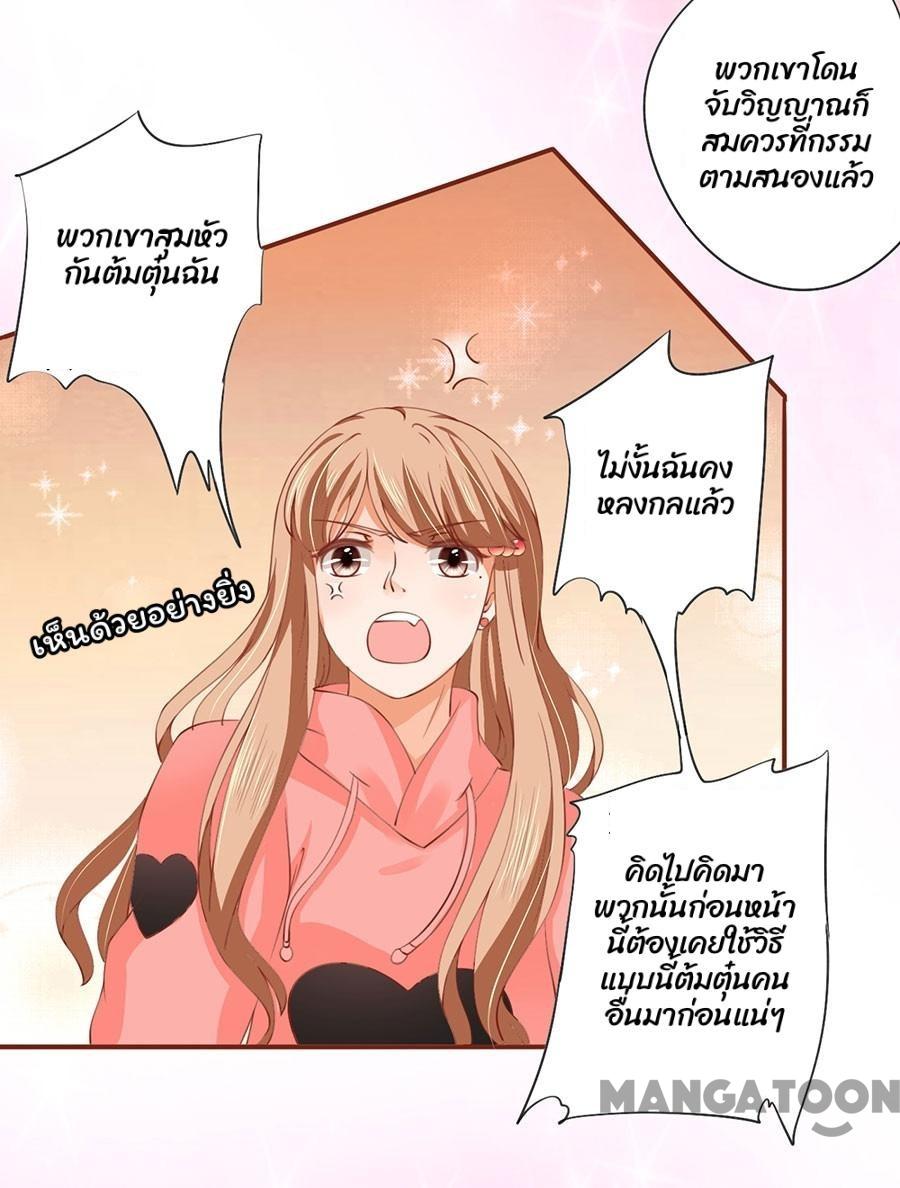 พวกเขาโดน
จับวิญญาณก็
สมควรที่กรรม
ตามสนองแล้ว
พวกเขาสุมหัว
กันต้มตุ๋นฉัน
ไม่งั้นฉันคง
หลงกลแล้ว
เห็นด้วยอย่างยิ่ง
คิดไปคิดมา
พวกนั้นก่อนหน้า
นี้ต้องเคยใช้วิธี
แบบนี้ต้มตุ๋นคน
อื่นมาก่อนแน่ๆ
MANGATOON